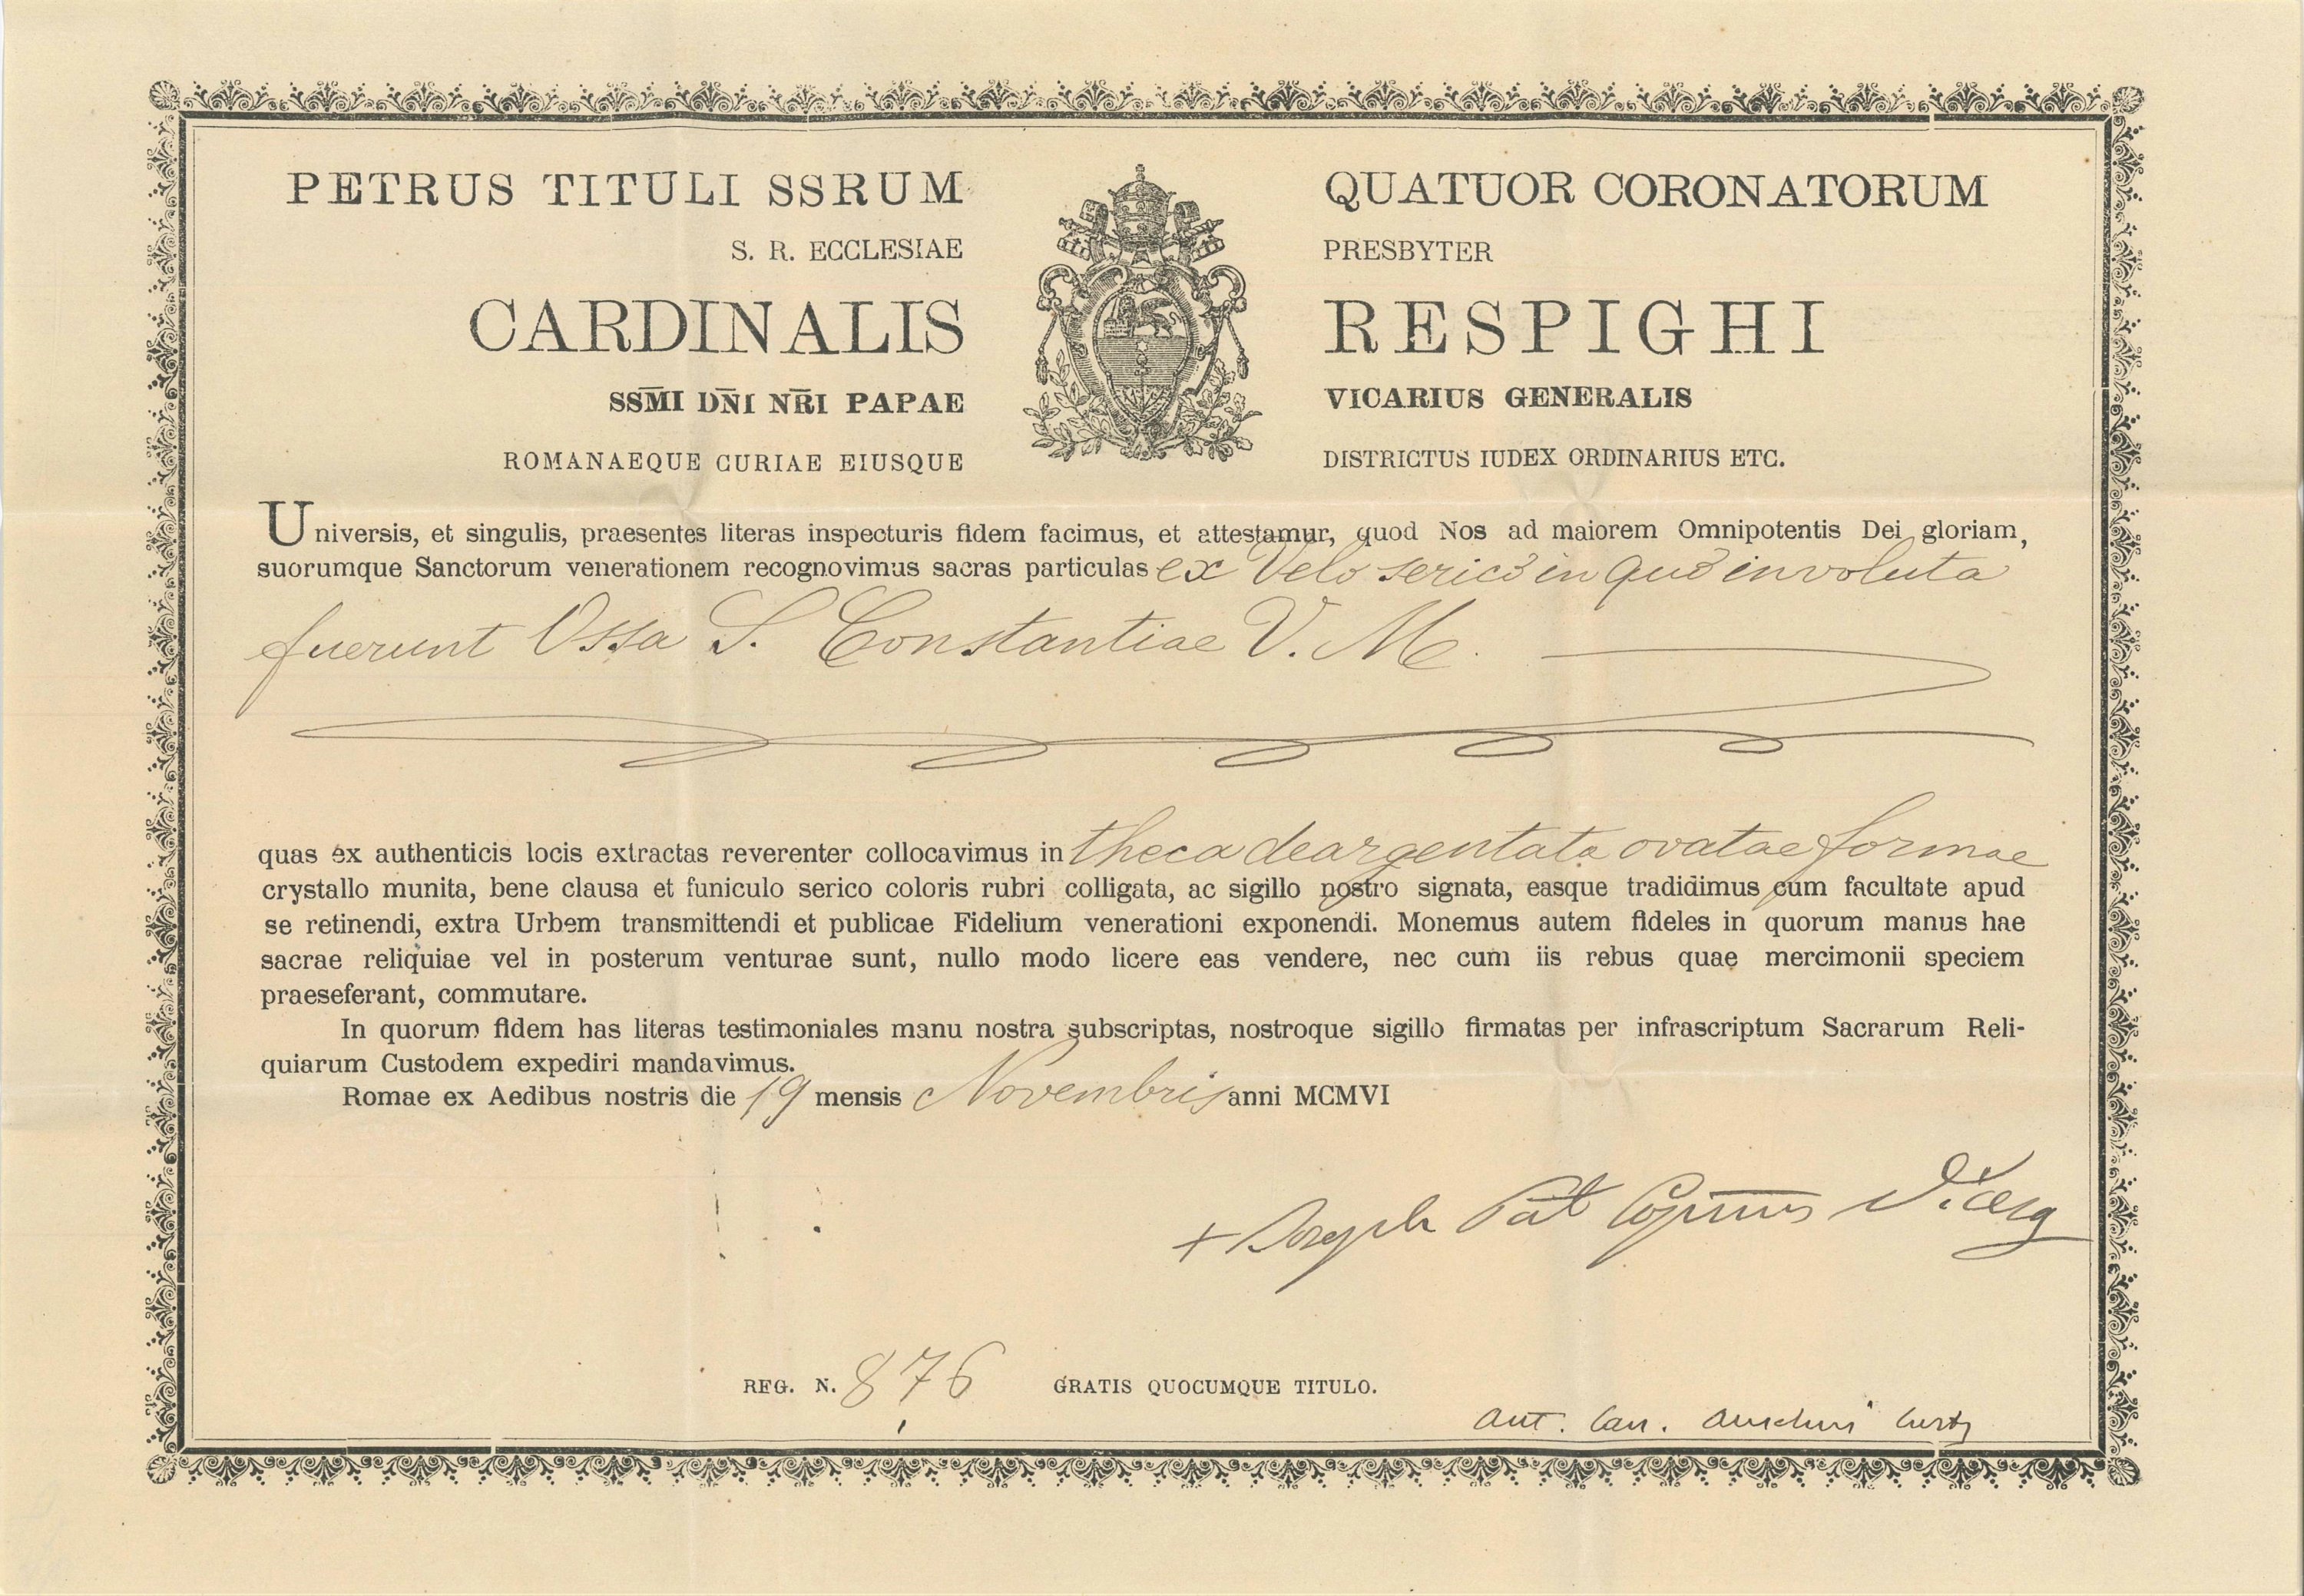 PETRUS TITULI SSRUM QUATUOR CORONATORUM
S. R. ECCLESIAE PRESBYTER
CARDINALIS RESPIGHI
SSM̅I DN̅I NR̅I PAPAE VICARIUS GENERALIS
ROMANAEQUE CURIAE EIUSQUE DISTRICTUS IUDEX ORDINARIUS ETC.
Universis, et singulis, praesentes literas inspecturis fidem facimus, et attestamur, quod Nos ad maiorem Omnipotentis Dei gloriam,
suorumque Sanctorum venerationem recognovimus sacras particulas ex Velo serico in quo involuta
fuerunt Ossa S. Constantiae V. M.
quas ex authenticis locis extractas reverenter collocavimus in theca deargentata ovatae formae
crystallo munita, bene clausa et funiculo serico coloris rubri colligata, ac sigillo nostro signata, easque tradidimus cum facultate apud
se retinendi, extra Urbem transmittendi et publicae Fidelium venerationi exponendi. Monemus autem fideles in quorum manus hae
sacrae reliquiae vel in posterum venturae sunt, nullo modo licere eas vendere, nec cum iis rebus quae mercimonii speciem
praeseferant, commutare.
In quorum fidem has literas testimoniales manu nostra subscriptas, nostroque sigillo firmatas per infrascriptum Sacrarum Reli-
quiarum Custodem expediri mandavimus.
Romae ex Aedibus nostris die 19 mensis Novembris anni MCMVI
+ Joseph Pat Vicesg
REG. N. 876 GRATIS QUOCUMQUE TITULO.
Ant. Can.